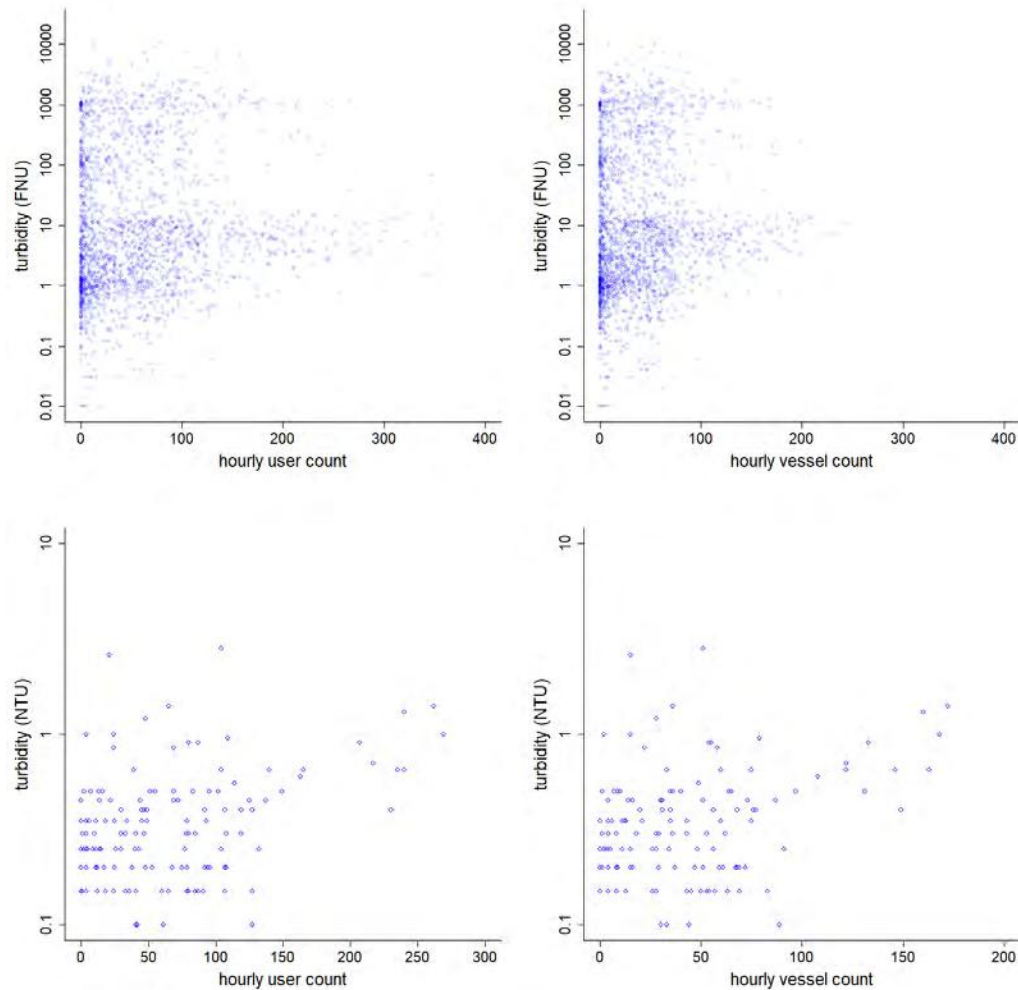 turbidity (FNU)
10000
1000
100
10
1
0.1
0.01
0 100 200 300 400
hourly user count
turbidity (FNU)
10000
1000
100
10
1
0.1
0.01
0 100 200 300 400
hourly vessel count
turbidity (NTU)
10
1
0.1
0 50 100 150 200 250 300
hourly user count
turbidity (NTU)
10
1
0.1
0 50 100 150 200
hourly vessel count